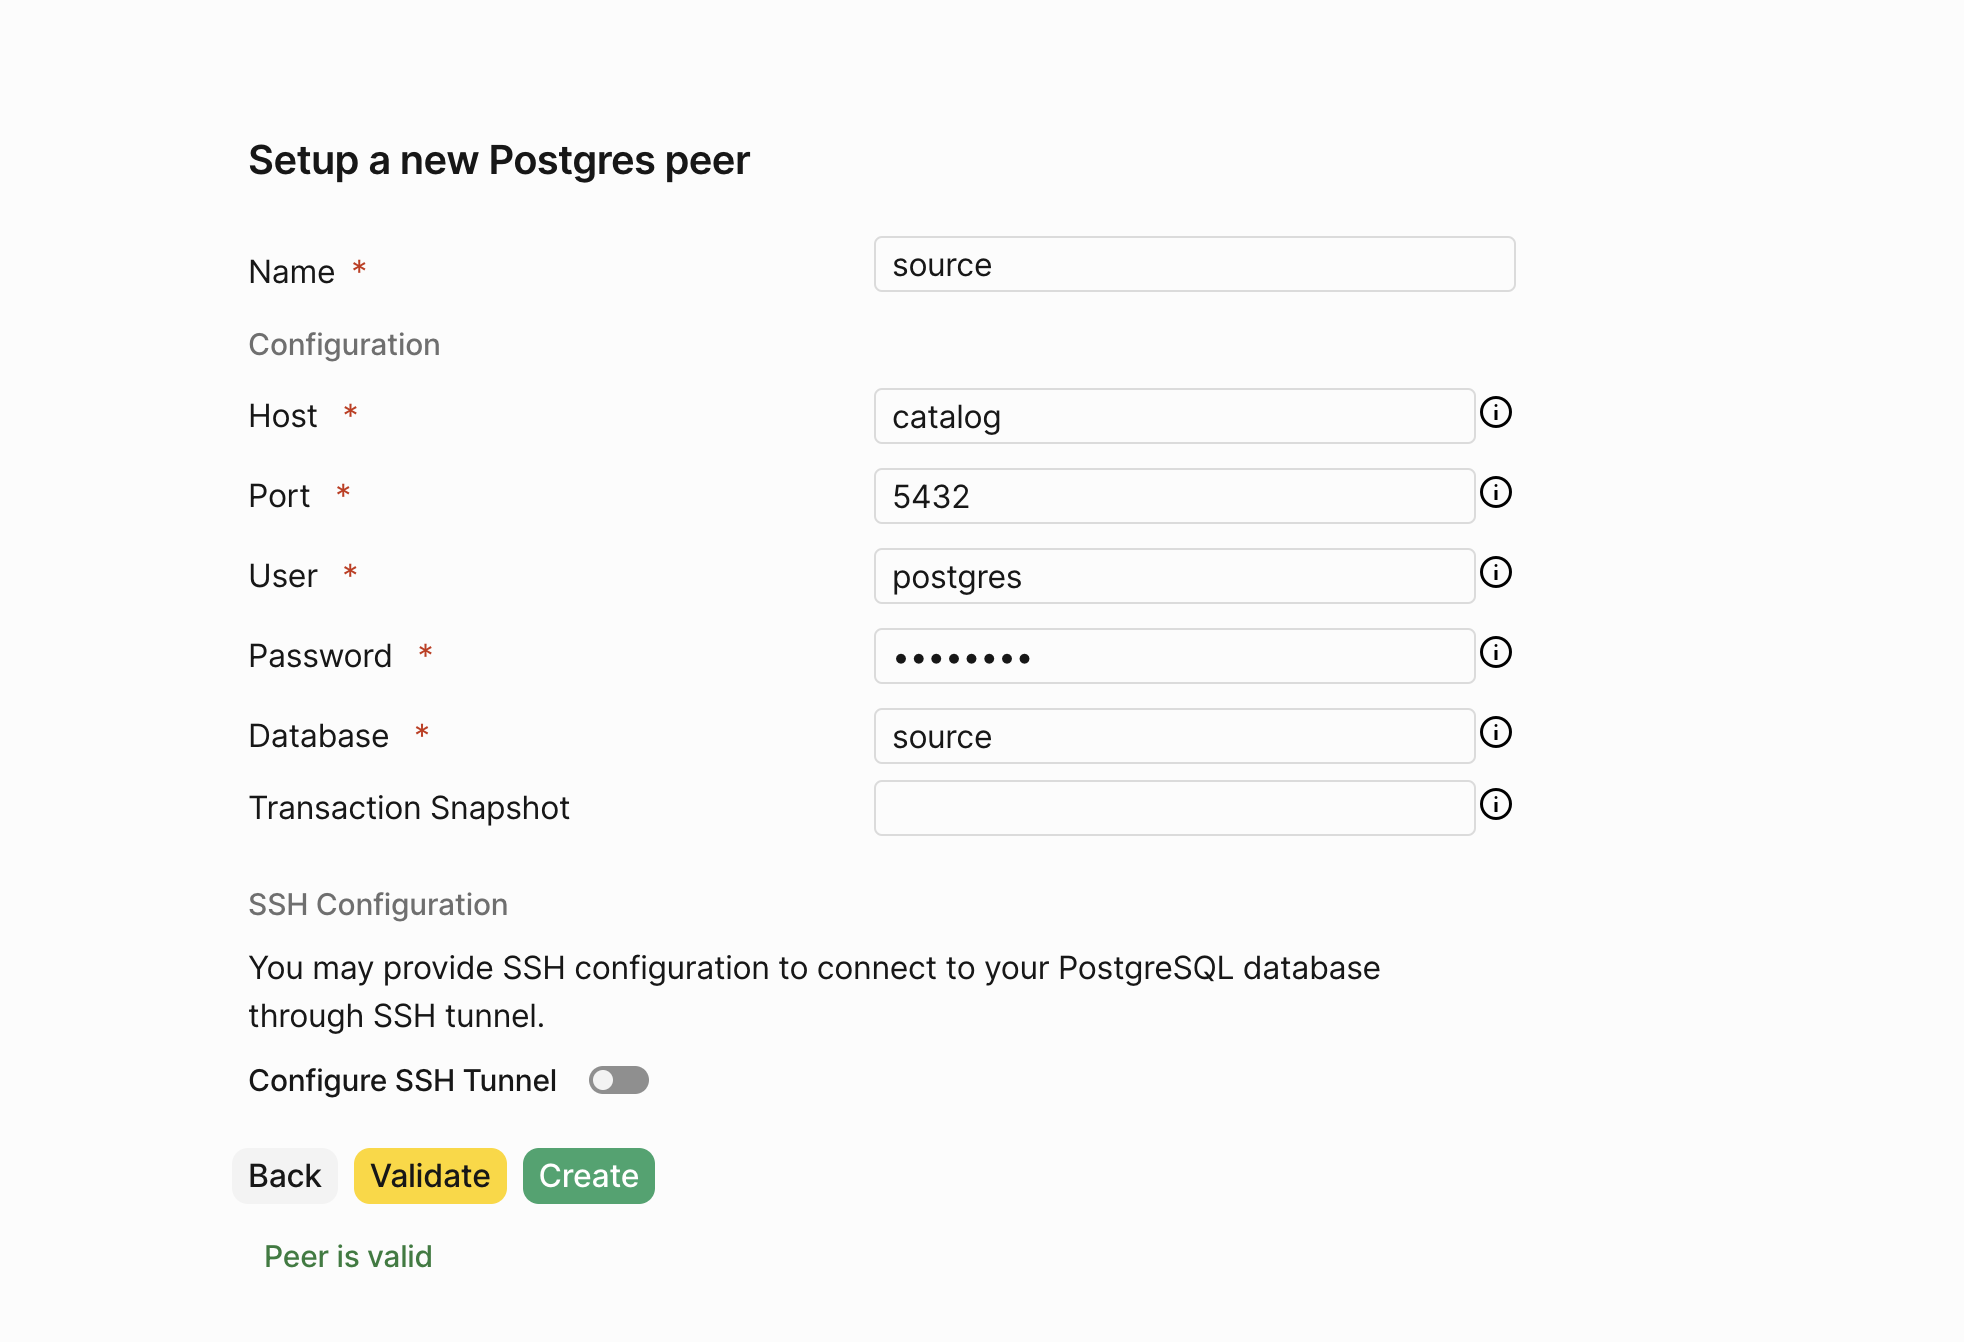 Setup a new Postgres peer
Name * source
Configuration
Host * catalog
Port * 5432
User * postgres
Password * ••••••••
Database * source
Transaction Snapshot
SSH Configuration
You may provide SSH configuration to connect to your PostgreSQL database
through SSH tunnel.
Configure SSH Tunnel
Back Validate Create
Peer is valid